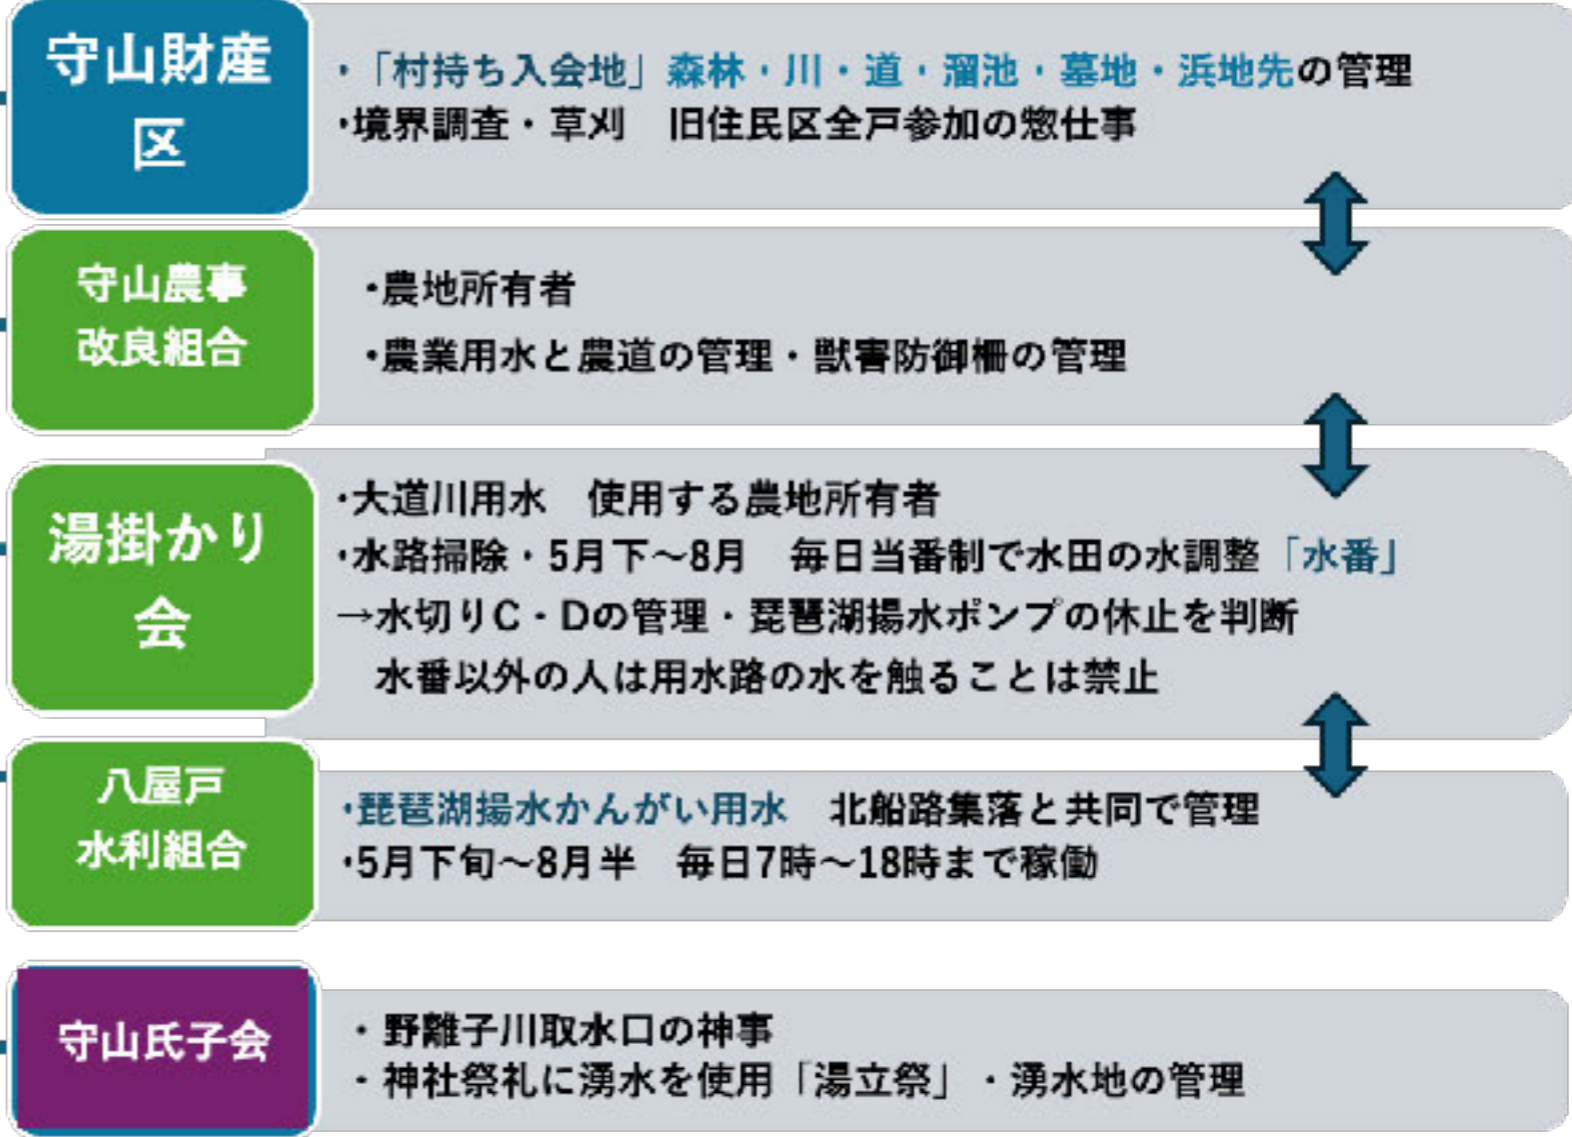 守山財産
区
・「村持ち入会地」森林・川・道・溜池・墓地・浜地先の管理
・境界調査・草刈　旧住民区全戸参加の惣仕事
守山農事
改良組合
・農地所有者
・農業用水と農道の管理・獣害防御柵の管理
湯掛かり
会
・大道川用水　使用する農地所有者
・水路掃除・5月下～8月　毎日当番制で水田の水調整「水番」
→水切りC・Dの管理・琵琶湖揚水ポンプの休止を判断
水番以外の人は用水路の水を触ることは禁止
八屋戸
水利組合
・琵琶湖揚水かんがい用水　北船路集落と共同で管理
・5月下旬～8月半　毎日7時～18時まで稼働
守山氏子会
・野離子川取水口の神事
・神社祭礼に湧水を使用「湯立祭」・湧水地の管理